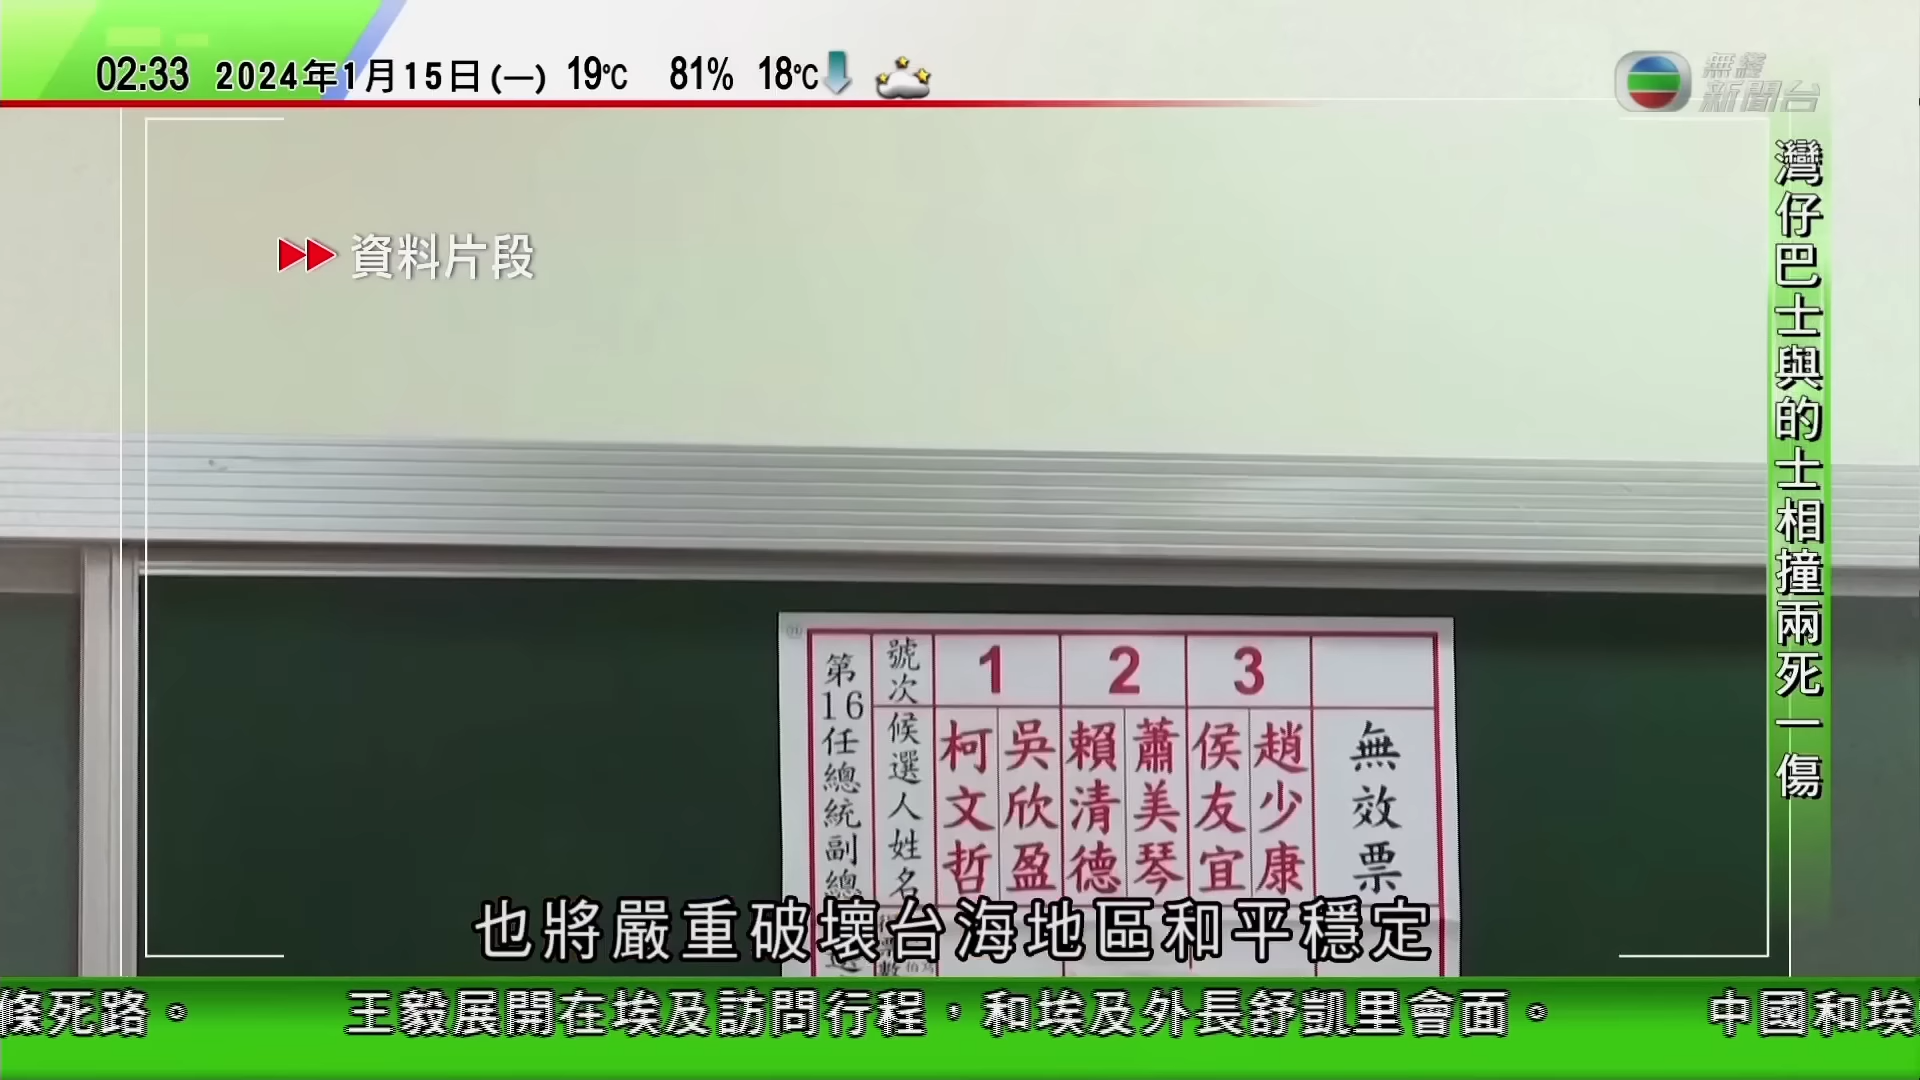 02:33 2024年1月15日(一) 19℃ 81% 18℃
無綫
新聞台
灣仔巴士與的士相撞兩死一傷
資料片段
第16任總統副總
號次 1 2 3
候選人姓名 柯文哲 吳欣盈 賴清德 蕭美琴 侯友宜 趙少康 無效票
也將嚴重破壞台海地區和平穩定
條死路。 王毅展開在埃及訪問行程，和埃及外長舒凱里會面。 中國和埃